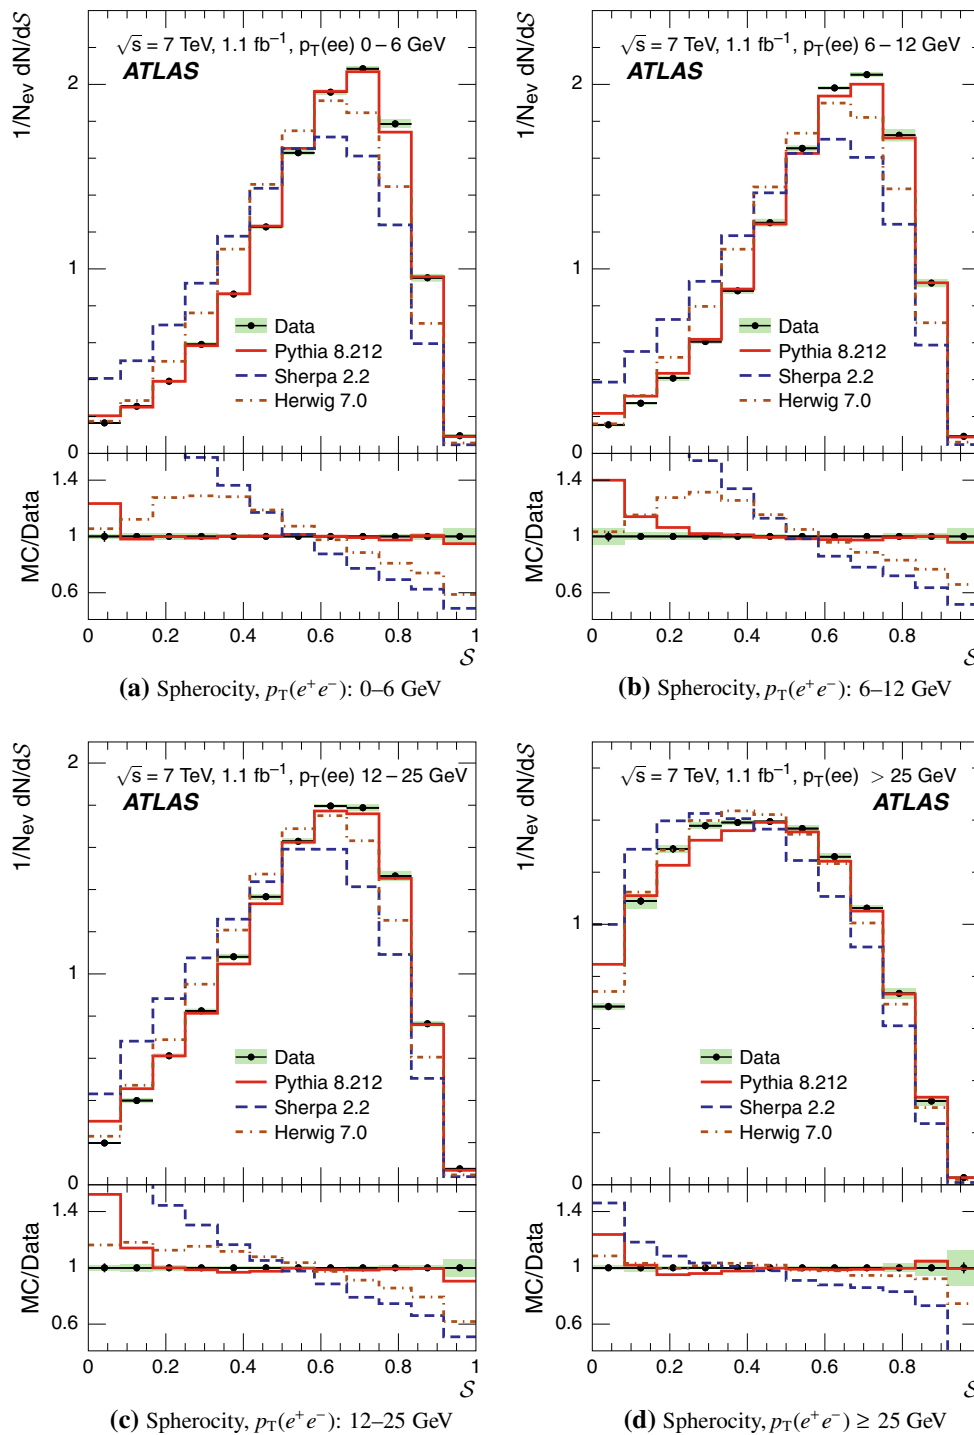 1/N_ev dN/dS
√s = 7 TeV, 1.1 fb⁻¹, p_T(ee) 0 – 6 GeV
ATLAS
2
1
0
Data
Pythia 8.212
Sherpa 2.2
Herwig 7.0
MC/Data
1.4
1
0.6
0 0.2 0.4 0.6 0.8 1
S
(a) Spherocity, p_T(e⁺e⁻): 0–6 GeV
1/N_ev dN/dS
√s = 7 TeV, 1.1 fb⁻¹, p_T(ee) 6 – 12 GeV
ATLAS
2
1
0
Data
Pythia 8.212
Sherpa 2.2
Herwig 7.0
MC/Data
1.4
1
0.6
0 0.2 0.4 0.6 0.8
S
(b) Spherocity, p_T(e⁺e⁻): 6–12 GeV
1/N_ev dN/dS
√s = 7 TeV, 1.1 fb⁻¹, p_T(ee) 12 – 25 GeV
ATLAS
2
1
0
Data
Pythia 8.212
Sherpa 2.2
Herwig 7.0
MC/Data
1.4
1
0.6
0 0.2 0.4 0.6 0.8 1
S
(c) Spherocity, p_T(e⁺e⁻): 12–25 GeV
1/N_ev dN/dS
√s = 7 TeV, 1.1 fb⁻¹, p_T(ee) > 25 GeV
ATLAS
1
0
Data
Pythia 8.212
Sherpa 2.2
Herwig 7.0
MC/Data
1.4
1
0.6
0 0.2 0.4 0.6 0.8
S
(d) Spherocity, p_T(e⁺e⁻) ≥ 25 GeV